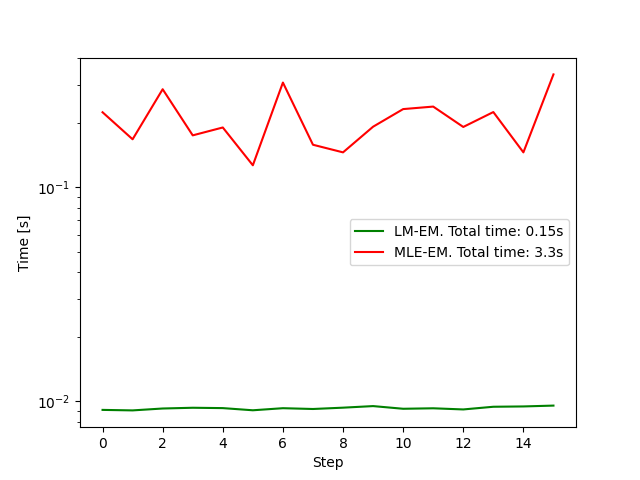 Time [s]
10⁻¹
10⁻²
LM-EM. Total time: 0.15s
MLE-EM. Total time: 3.3s
0 2 4 6 8 10 12 14
Step